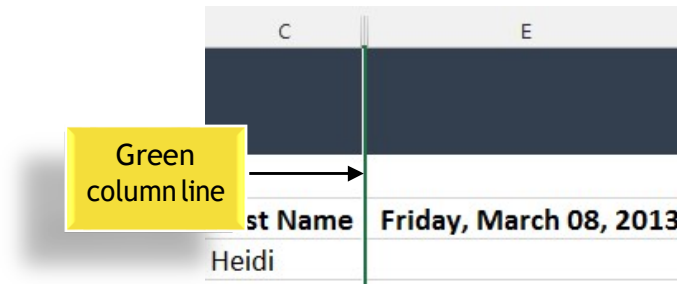 C E
Green
column line
st Name Friday, March 08, 2013
Heidi